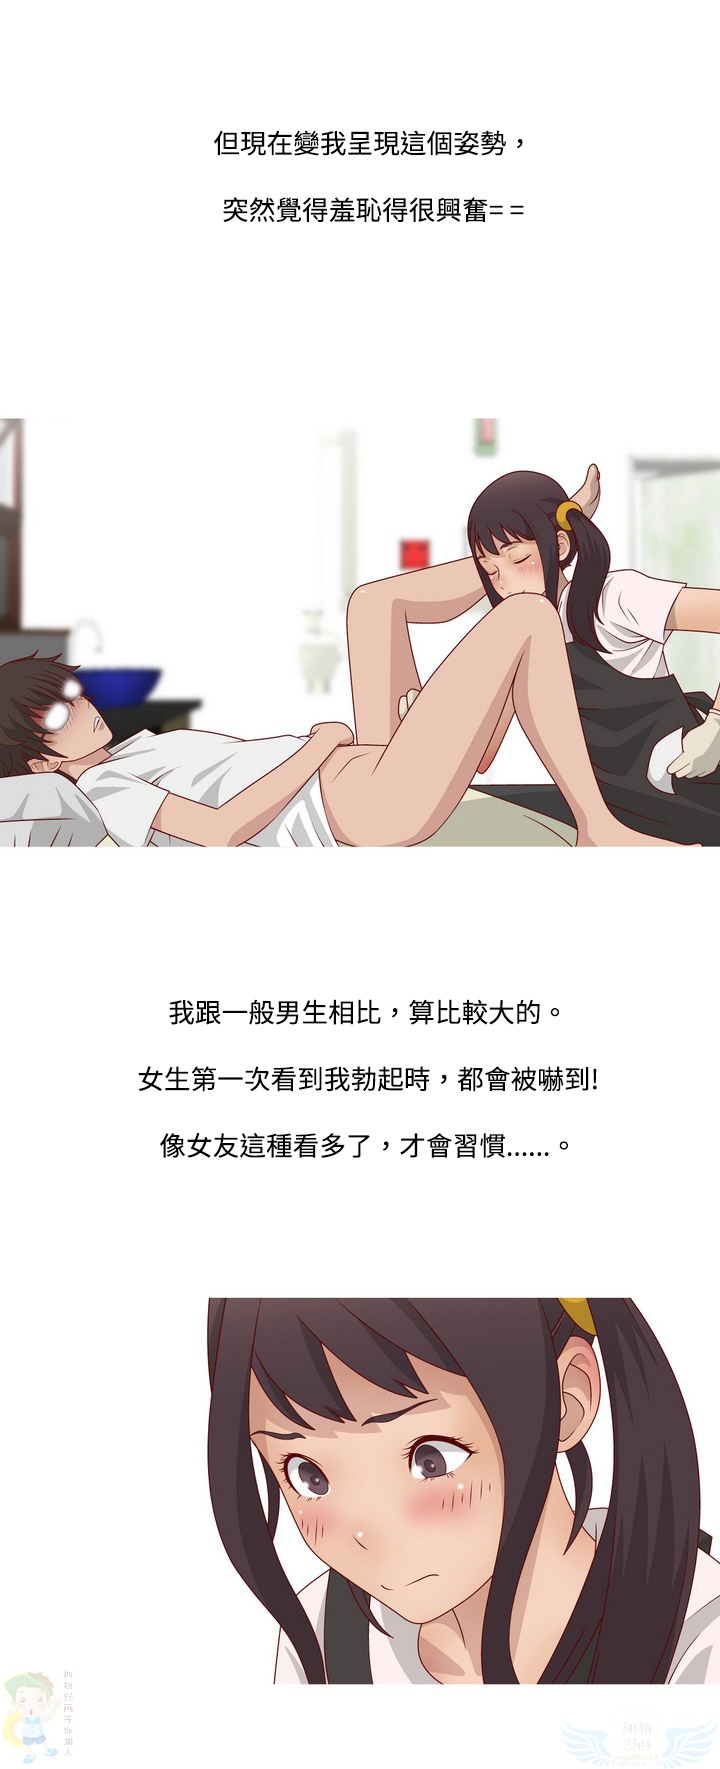 但現在變我呈現這個姿勢，
突然覺得羞恥得很興奮= =
我跟一般男生相比，算比較大的。
女生第一次看到我勃起時，都會被嚇到!
像女友這種看多了，才會習慣......。